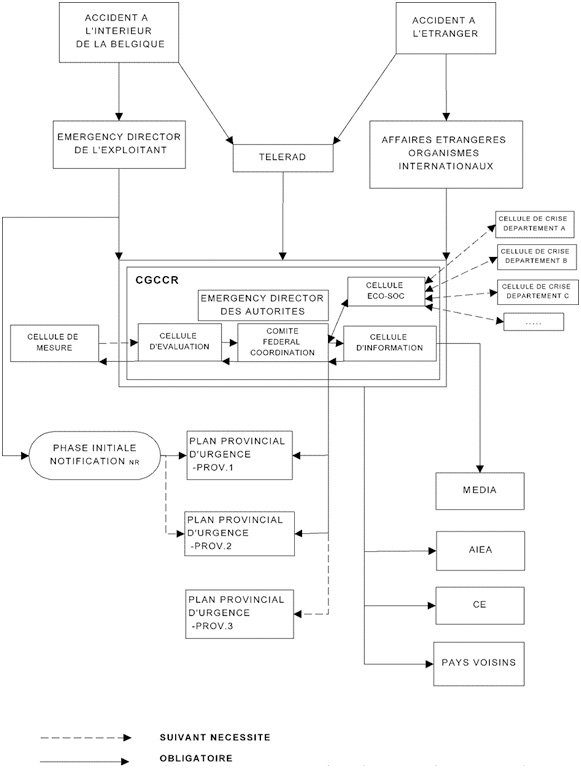 ACCIDENT A
L'INTERIEUR
DE LA BELGIQUE
ACCIDENT A
L'ETRANGER
EMERGENCY DIRECTOR
DE L'EXPLOITANT
TELERAD
AFFAIRES ETRANGERES
ORGANISMES
INTERNATIONAUX
CELLULE DE CRISE
DEPARTEMENT A
CELLULE DE CRISE
DEPARTEMENT B
CELLULE DE CRISE
DEPARTEMENT C
.....
CGCCR
CELLULE
ECO-SOC
EMERGENCY DIRECTOR
DES AUTORITES
CELLULE DE
MESURE
CELLULE
D'EVALUATION
COMITE
FEDERAL
COORDINATION
CELLULE
D'INFORMATION
PHASE INITIALE
NOTIFICATION NR
PLAN PROVINCIAL
D'URGENCE
-PROV.1
MEDIA
PLAN PROVINCIAL
D'URGENCE
-PROV.2
AIEA
PLAN PROVINCIAL
D'URGENCE
-PROV.3
CE
PAYS VOISINS
SUIVANT NECESSITE
OBLIGATOIRE